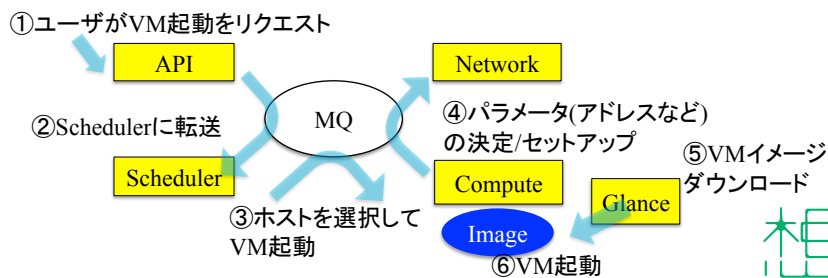 ①ユーザがVM起動をリクエスト
API
Network
②Schedulerに転送
MQ
④パラメータ(アドレスなど)
の決定/セットアップ
Scheduler
Compute
⑤VMイメージ
ダウンロード
Glance
③ホストを選択して
VM起動
Image
⑥VM起動